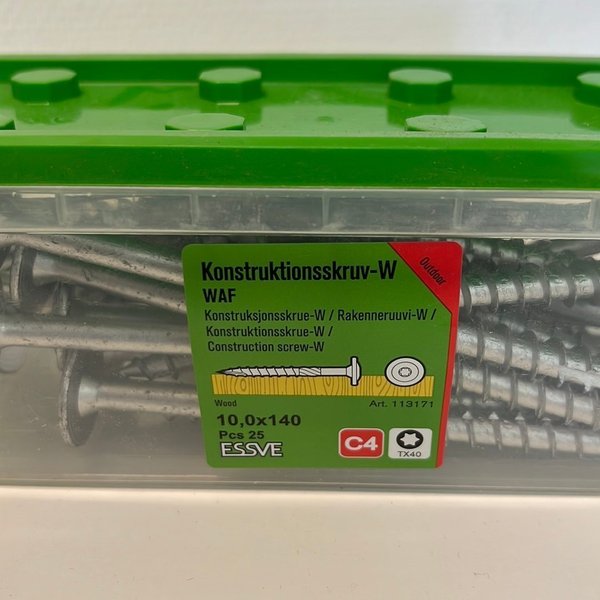 Konstruktionsskruv-W
Outdoor
WAF
Konstruksjonsskrue-W / Rakenneruuvi-W /
Konstruktionsskrue-W /
Construction screw-W
Wood
Art. 113171
10,0x140
Pcs 25
ESSVE
C4
TX40